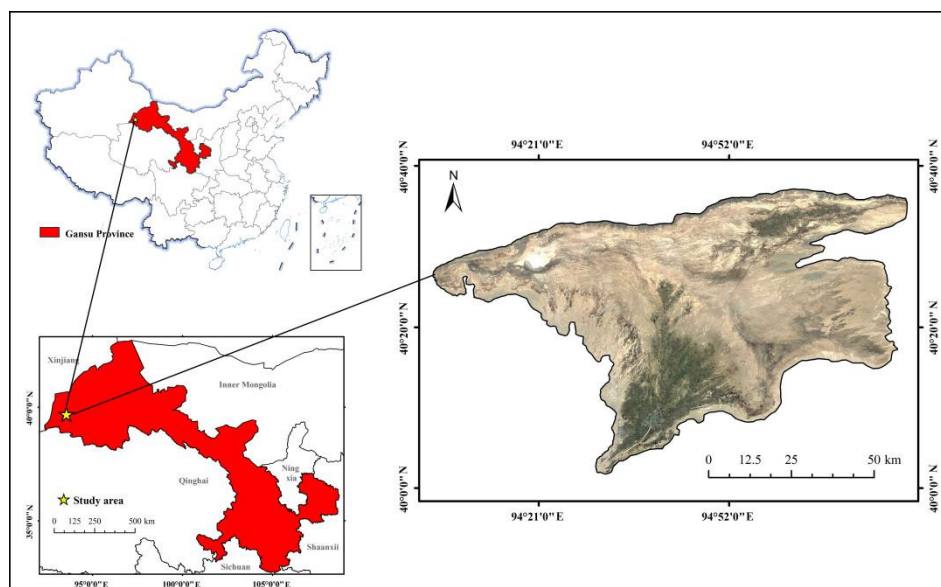 Gansu Province
Xinjiang
Inner Mongolia
Ning
xia
Qinghai
Study area
0 125 250 500 km
Shaanxii
Sichuan
40°0'0"N
35°0'0"N
95°0'0"E
100°0'0"E
105°0'0"E
94°21'0"E
94°52'0"E
40°40'0"N
40°40'0"N
N
40°20'0"N
40°20'0"N
0 12.5 25 50 km
40°0'0"N
40°0'0"N
94°21'0"E
94°52'0"E